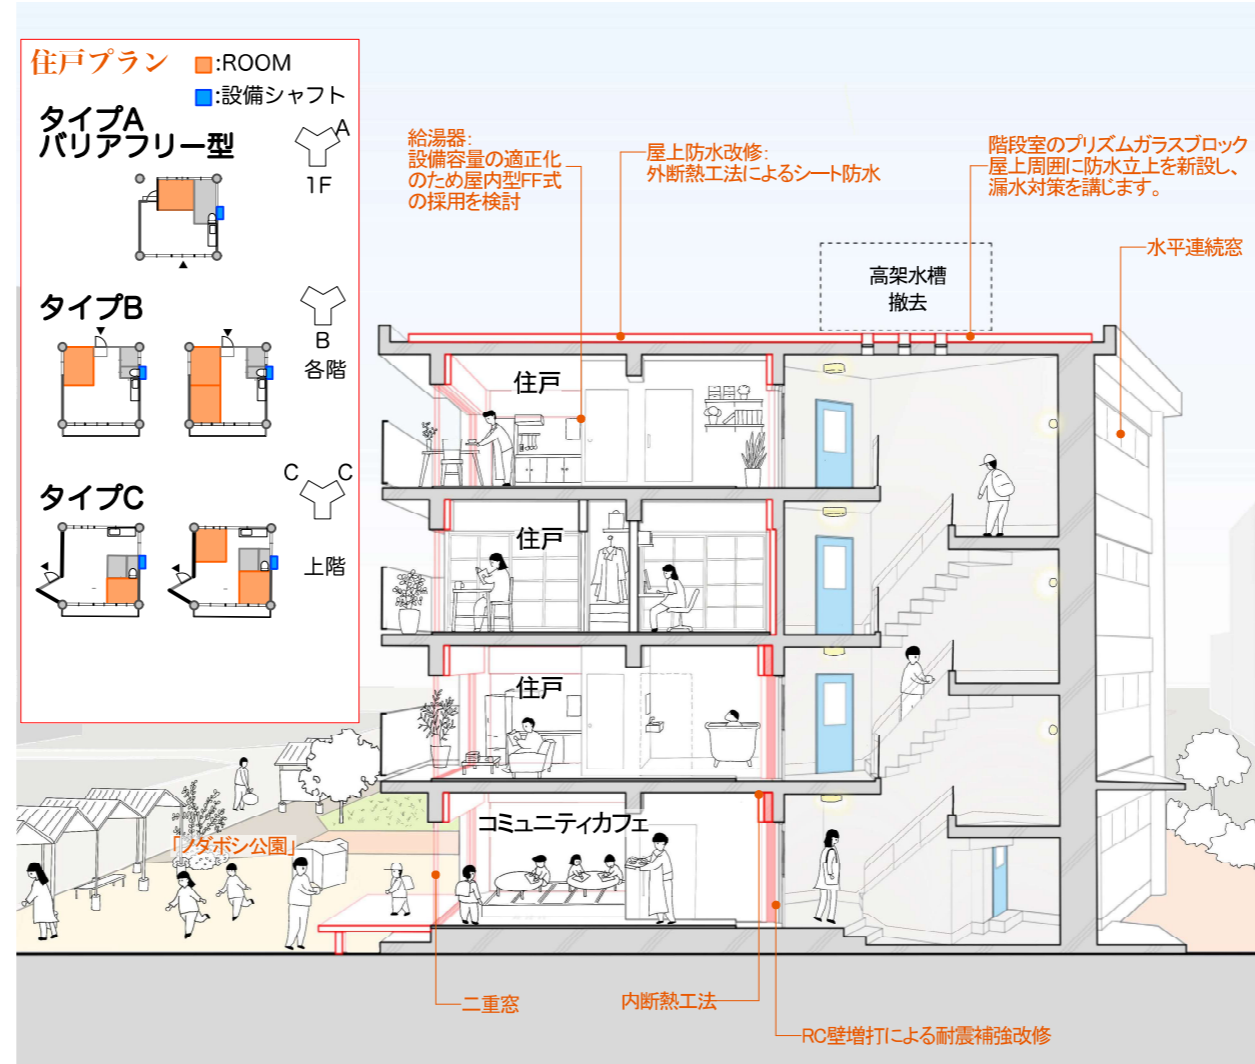 住戸プラン
:ROOM
:設備シャフト
タイプA
バリアフリー型
A
1F
タイプB
B
各階
タイプC
C C
上階
給湯器:
設備容量の適正化
のため屋内型FF式
の採用を検討
屋上防水改修:
外断熱工法によるシート防水
階段室のプリズムガラスブロック
屋上周囲に防水立上を新設し、
漏水対策を講じます。
水平連続窓
高架水槽
撤去
住戸
住戸
住戸
コミュニティカフェ
「ノダボシ公園」
二重窓
内断熱工法
RC壁増打による耐震補強改修